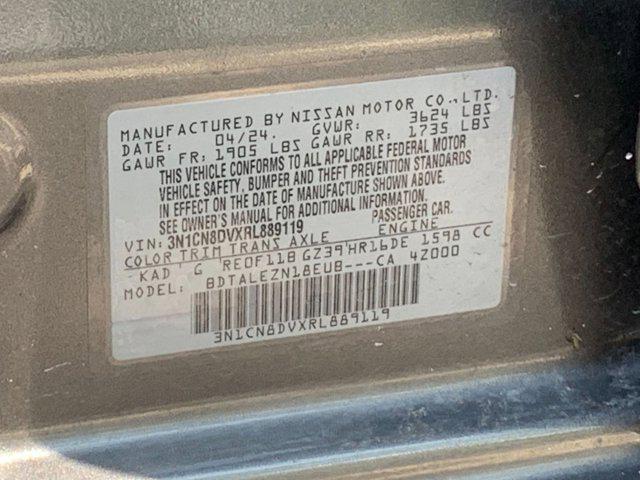 MANUFACTURED BY NISSAN MOTOR CO.,LTD.
DATE: 04/24. GVWR: 3624 LBS
GAWR FR: 1905 LBS GAWR RR: 1735 LBS
THIS VEHICLE CONFORMS TO ALL APPLICABLE FEDERAL MOTOR
VEHICLE SAFETY, BUMPER AND THEFT PREVENTION STANDARDS
IN EFFECT ON THE DATE OF MANUFACTURE SHOWN ABOVE.
SEE OWNER'S MANUAL FOR ADDITIONAL INFORMATION.
VIN: 3N1CN8DVXRL889119 PASSENGER CAR.
COLOR TRIM TRANS AXLE ENGINE
KAD G RE0F11B GZ39 HR16DE 1598 CC
MODEL: BDTALEZN18EUB---CA 42000
3N1CN8DVXRL889119